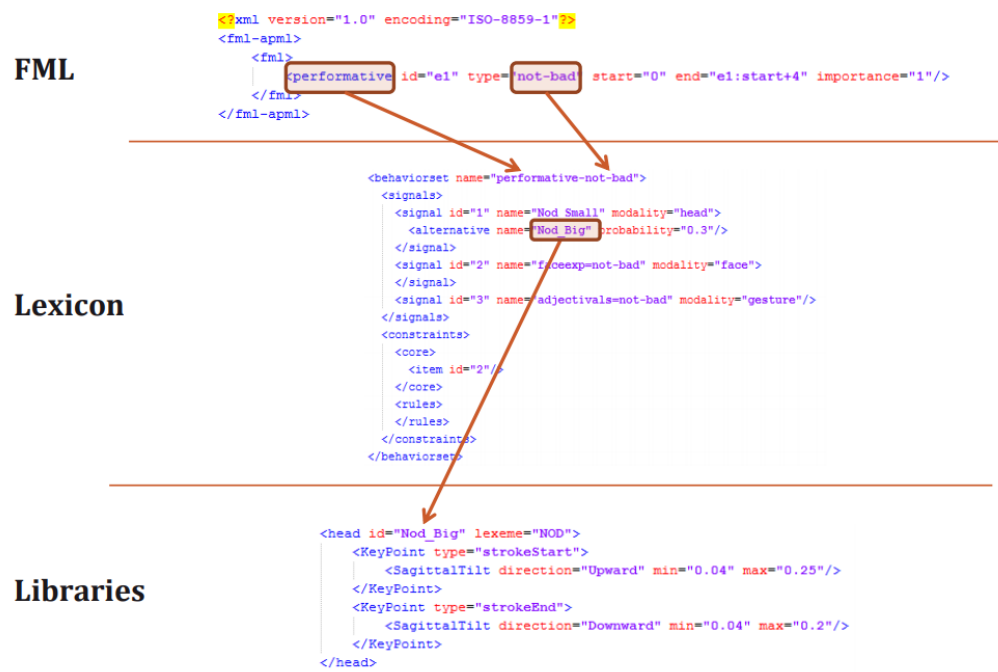 FML
<?xml version="1.0" encoding="ISO-8859-1"?>
<fml-apml>
<fml>
<performative id="e1" type="not-bad" start="0" end="e1:start+4" importance="1"/>
</fml>
</fml-apml>
Lexicon
<behaviorset name="performative-not-bad">
<signals>
<signal id="1" name="Nod_Small" modality="head">
<alternative name="Nod_Big" probability="0.3"/>
</signal>
<signal id="2" name="faceexp=not-bad" modality="face">
</signal>
<signal id="3" name="adjectivals=not-bad" modality="gesture"/>
</signals>
<constraints>
<core>
<item id="2"/>
</core>
<rules>
</rules>
</constraints>
</behaviorset>
Libraries
<head id="Nod_Big" lexeme="NOD">
<KeyPoint type="strokeStart">
<SagittalTilt direction="Upward" min="0.04" max="0.25"/>
</KeyPoint>
<KeyPoint type="strokeEnd">
<SagittalTilt direction="Downward" min="0.04" max="0.2"/>
</KeyPoint>
</head>